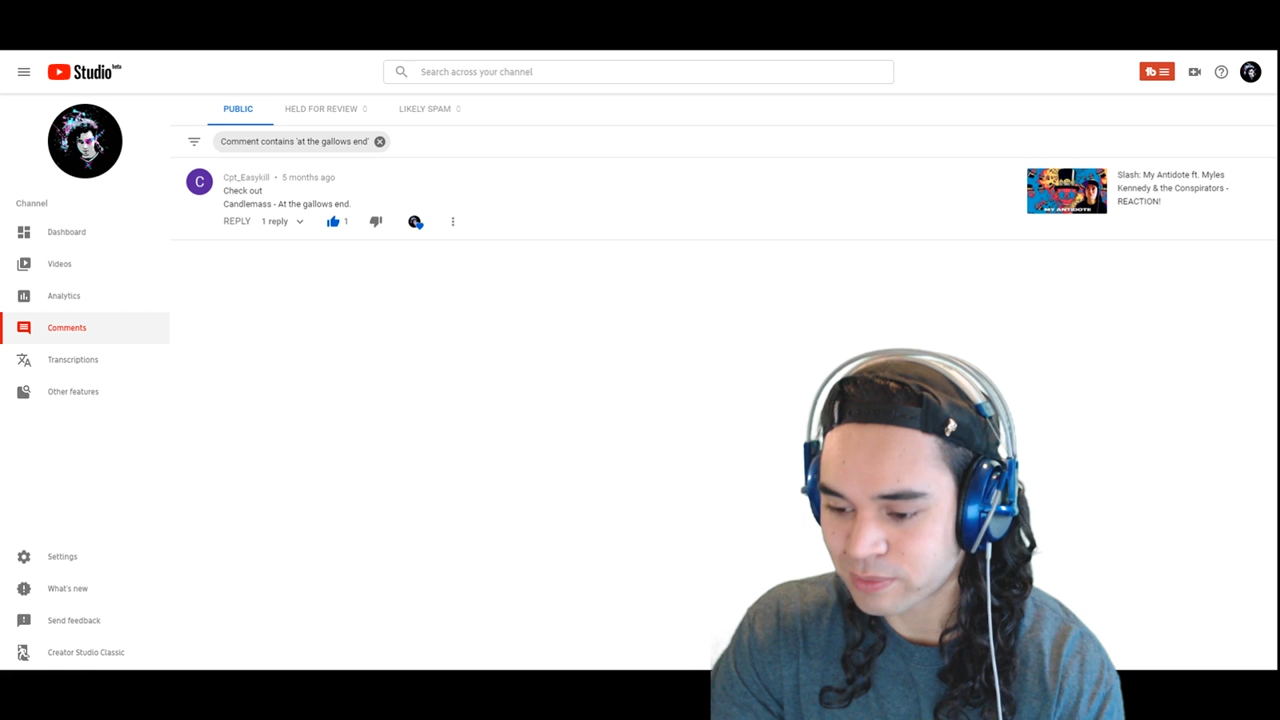 Studio beta
Search across your channel
PUBLIC
HELD FOR REVIEW 0
LIKELY SPAM 0
Comment contains 'at the gallows end'
C
Cpt_Easykill • 5 months ago
Check out
Candlemass - At the gallows end.
REPLY 1 reply 1
MY ANTIDOTE
Slash: My Antidote ft. Myles
Kennedy & the Conspirators -
REACTION!
Channel
Dashboard
Videos
Analytics
Comments
Transcriptions
Other features
Settings
What's new
Send feedback
Creator Studio Classic